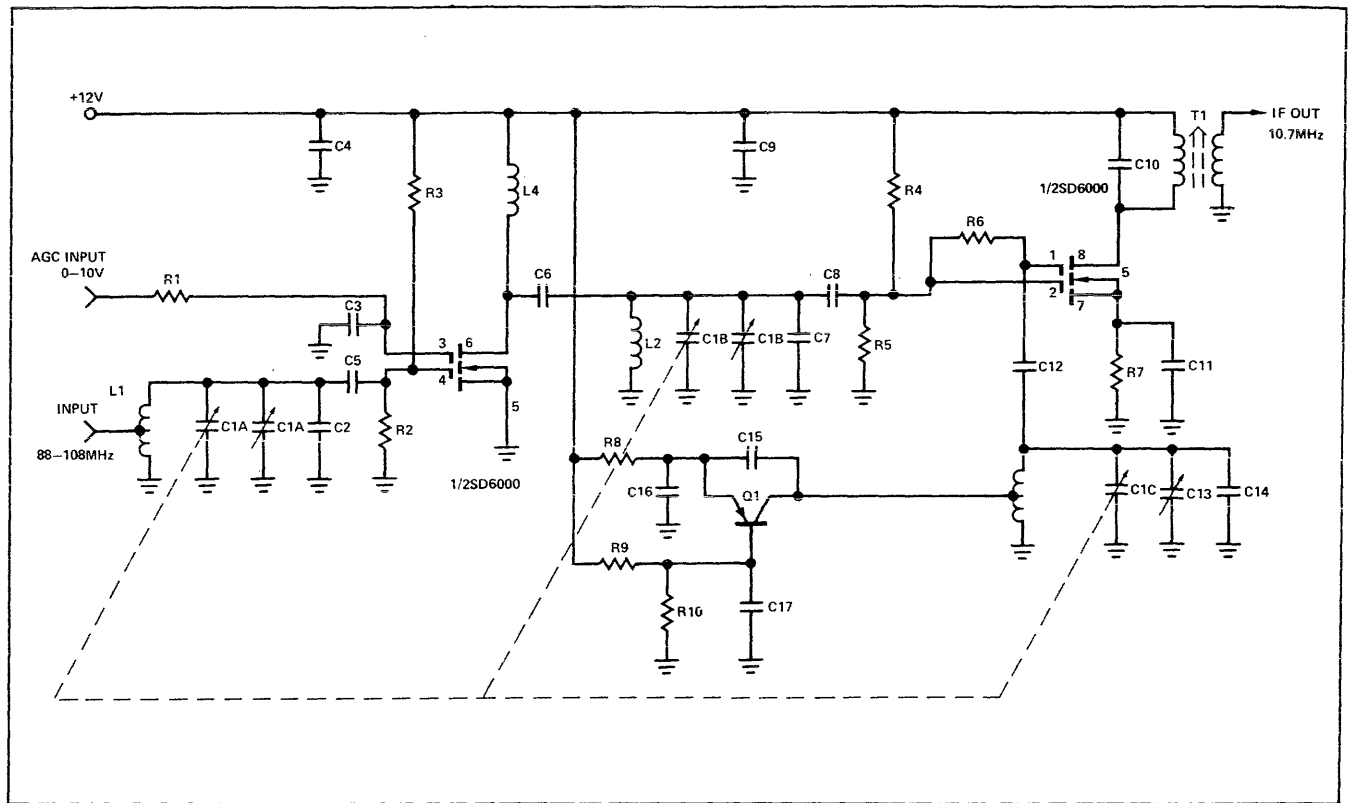 +12V
C4
R3
L4
C9
R4
C10
T1
IF OUT
10.7MHz
1/2SD6000
AGC INPUT
0–10V
R1
C3
3
6
4
5
C6
C8
R6
1
8
5
2
7
L1
C5
INPUT
88–108MHz
C1A
C1A
C2
R2
1/2SD6000
L2
C1B
C1B
C7
R5
C12
R7
C11
R8
C15
C16
Q1
C1C
C13
C14
R9
R10
C17